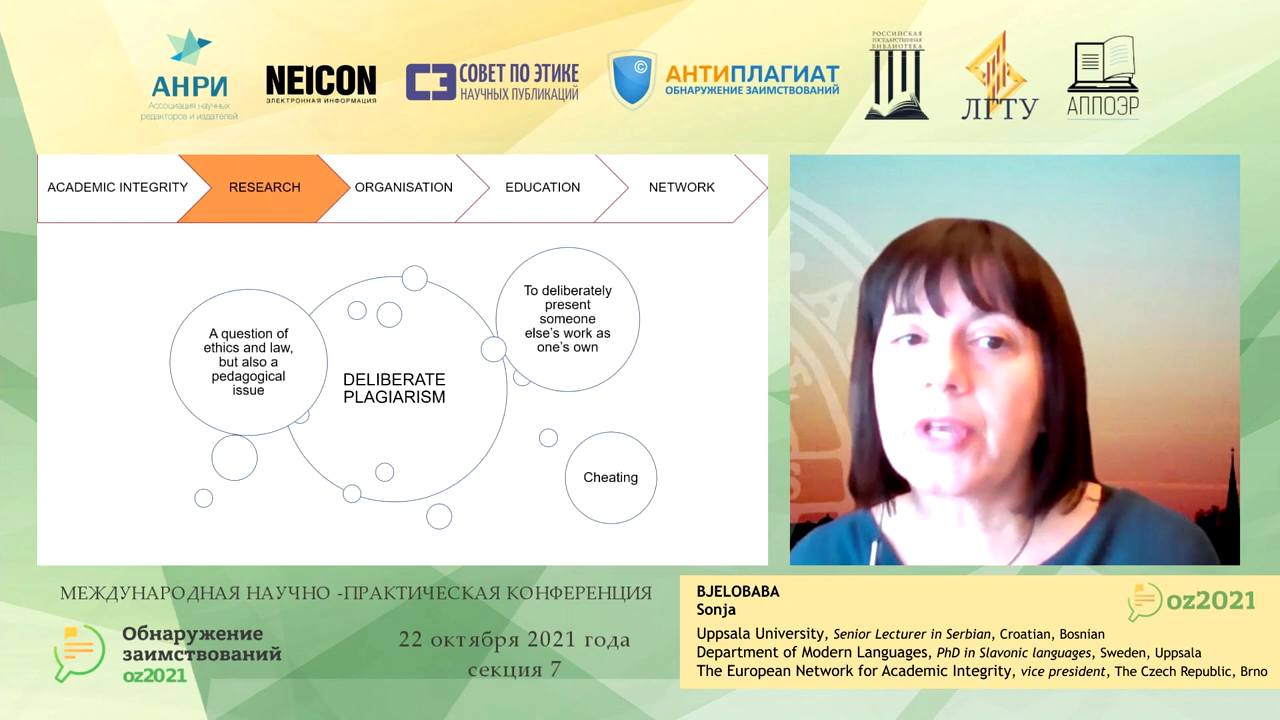 АНРИ
Ассоциация научных
редакторов и издателей
NEICON
ЭЛЕКТРОННАЯ ИНФОРМАЦИЯ
СЭ
СОВЕТ ПО ЭТИКЕ
НАУЧНЫХ ПУБЛИКАЦИЙ
©
АНТИПЛАГИАТ
ОБНАРУЖЕНИЕ ЗАИМСТВОВАНИЙ
РОССИЙСКАЯ
ГОСУДАРСТВЕННАЯ
БИБЛИОТЕКА
ЛГТУ
АППОЭР
ACADEMIC INTEGRITY
RESEARCH
ORGANISATION
EDUCATION
NETWORK
A question of
ethics and law,
but also a
pedagogical
issue
DELIBERATE
PLAGIARISM
To deliberately
present
someone
else’s work as
one’s own
Cheating
МЕЖДУНАРОДНАЯ НАУЧНО -ПРАКТИЧЕСКАЯ КОНФЕРЕНЦИЯ
Обнаружение
заимствований
oz2021
22 октября 2021 года
секция 7
BJELOBABA
Sonja
oz2021
Uppsala University, Senior Lecturer in Serbian, Croatian, Bosnian
Department of Modern Languages, PhD in Slavonic languages, Sweden, Uppsala
The European Network for Academic Integrity, vice president, The Czech Republic, Brno